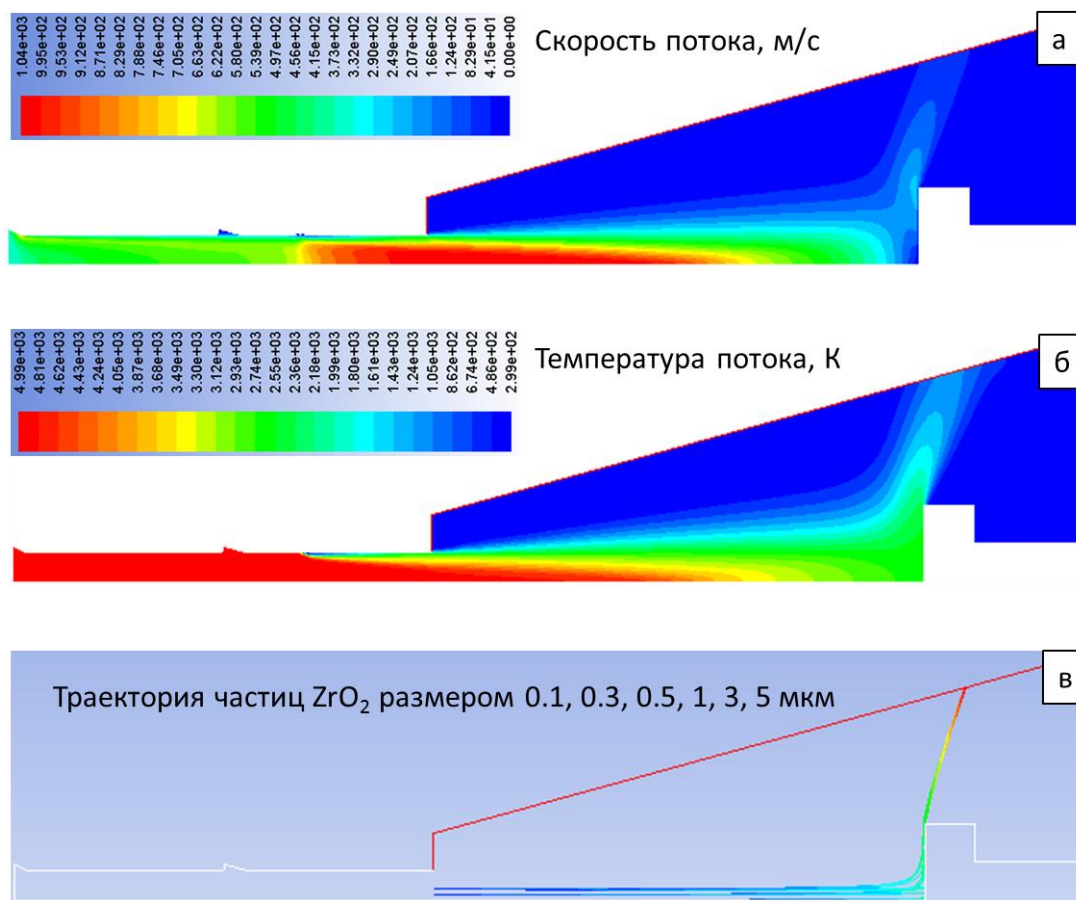 1.04e+03
9.95e+02
9.53e+02
9.12e+02
8.71e+02
8.29e+02
7.88e+02
7.46e+02
7.05e+02
6.63e+02
6.22e+02
5.80e+02
5.39e+02
4.97e+02
4.56e+02
4.15e+02
3.73e+02
3.32e+02
2.90e+02
2.49e+02
2.07e+02
1.66e+02
1.24e+02
8.29e+01
4.15e+01
0.00e+00
Скорость потока, м/с
а
4.99e+03
4.81e+03
4.62e+03
4.43e+03
4.24e+03
4.05e+03
3.87e+03
3.68e+03
3.49e+03
3.30e+03
3.12e+03
2.93e+03
2.74e+03
2.55e+03
2.36e+03
2.18e+03
1.99e+03
1.80e+03
1.61e+03
1.43e+03
1.24e+03
1.05e+03
8.62e+02
6.74e+02
4.86e+02
2.99e+02
Температура потока, К
б
Траектория частиц ZrO₂ размером 0.1, 0.3, 0.5, 1, 3, 5 мкм
в